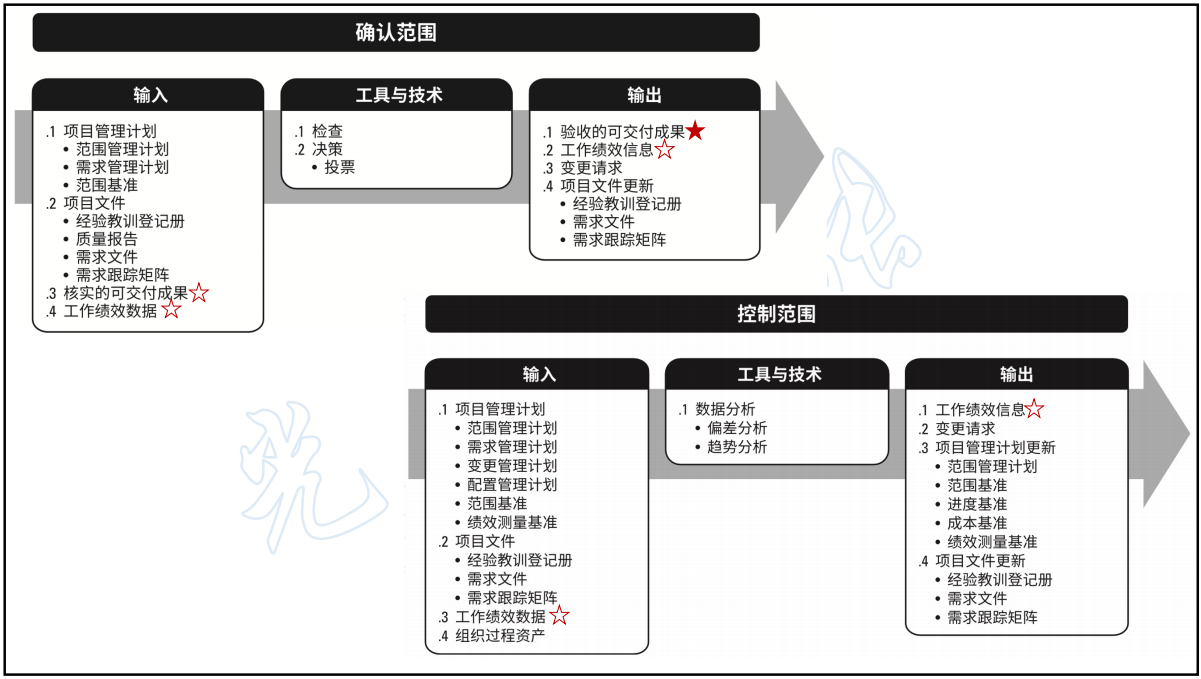 确认范围
输入
.1 项目管理计划
• 范围管理计划
• 需求管理计划
• 范围基准
.2 项目文件
• 经验教训登记册
• 质量报告
• 需求文件
• 需求跟踪矩阵
.3 核实的可交付成果
.4 工作绩效数据
工具与技术
.1 检查
.2 决策
• 投票
输出
.1 验收的可交付成果
.2 工作绩效信息
.3 变更请求
.4 项目文件更新
• 经验教训登记册
• 需求文件
• 需求跟踪矩阵
控制范围
输入
.1 项目管理计划
• 范围管理计划
• 需求管理计划
• 变更管理计划
• 配置管理计划
• 范围基准
• 绩效测量基准
.2 项目文件
• 经验教训登记册
• 需求文件
• 需求跟踪矩阵
.3 工作绩效数据
.4 组织过程资产
工具与技术
.1 数据分析
• 偏差分析
• 趋势分析
输出
.1 工作绩效信息
.2 变更请求
.3 项目管理计划更新
• 范围管理计划
• 范围基准
• 进度基准
• 成本基准
• 绩效测量基准
.4 项目文件更新
• 经验教训登记册
• 需求文件
• 需求跟踪矩阵